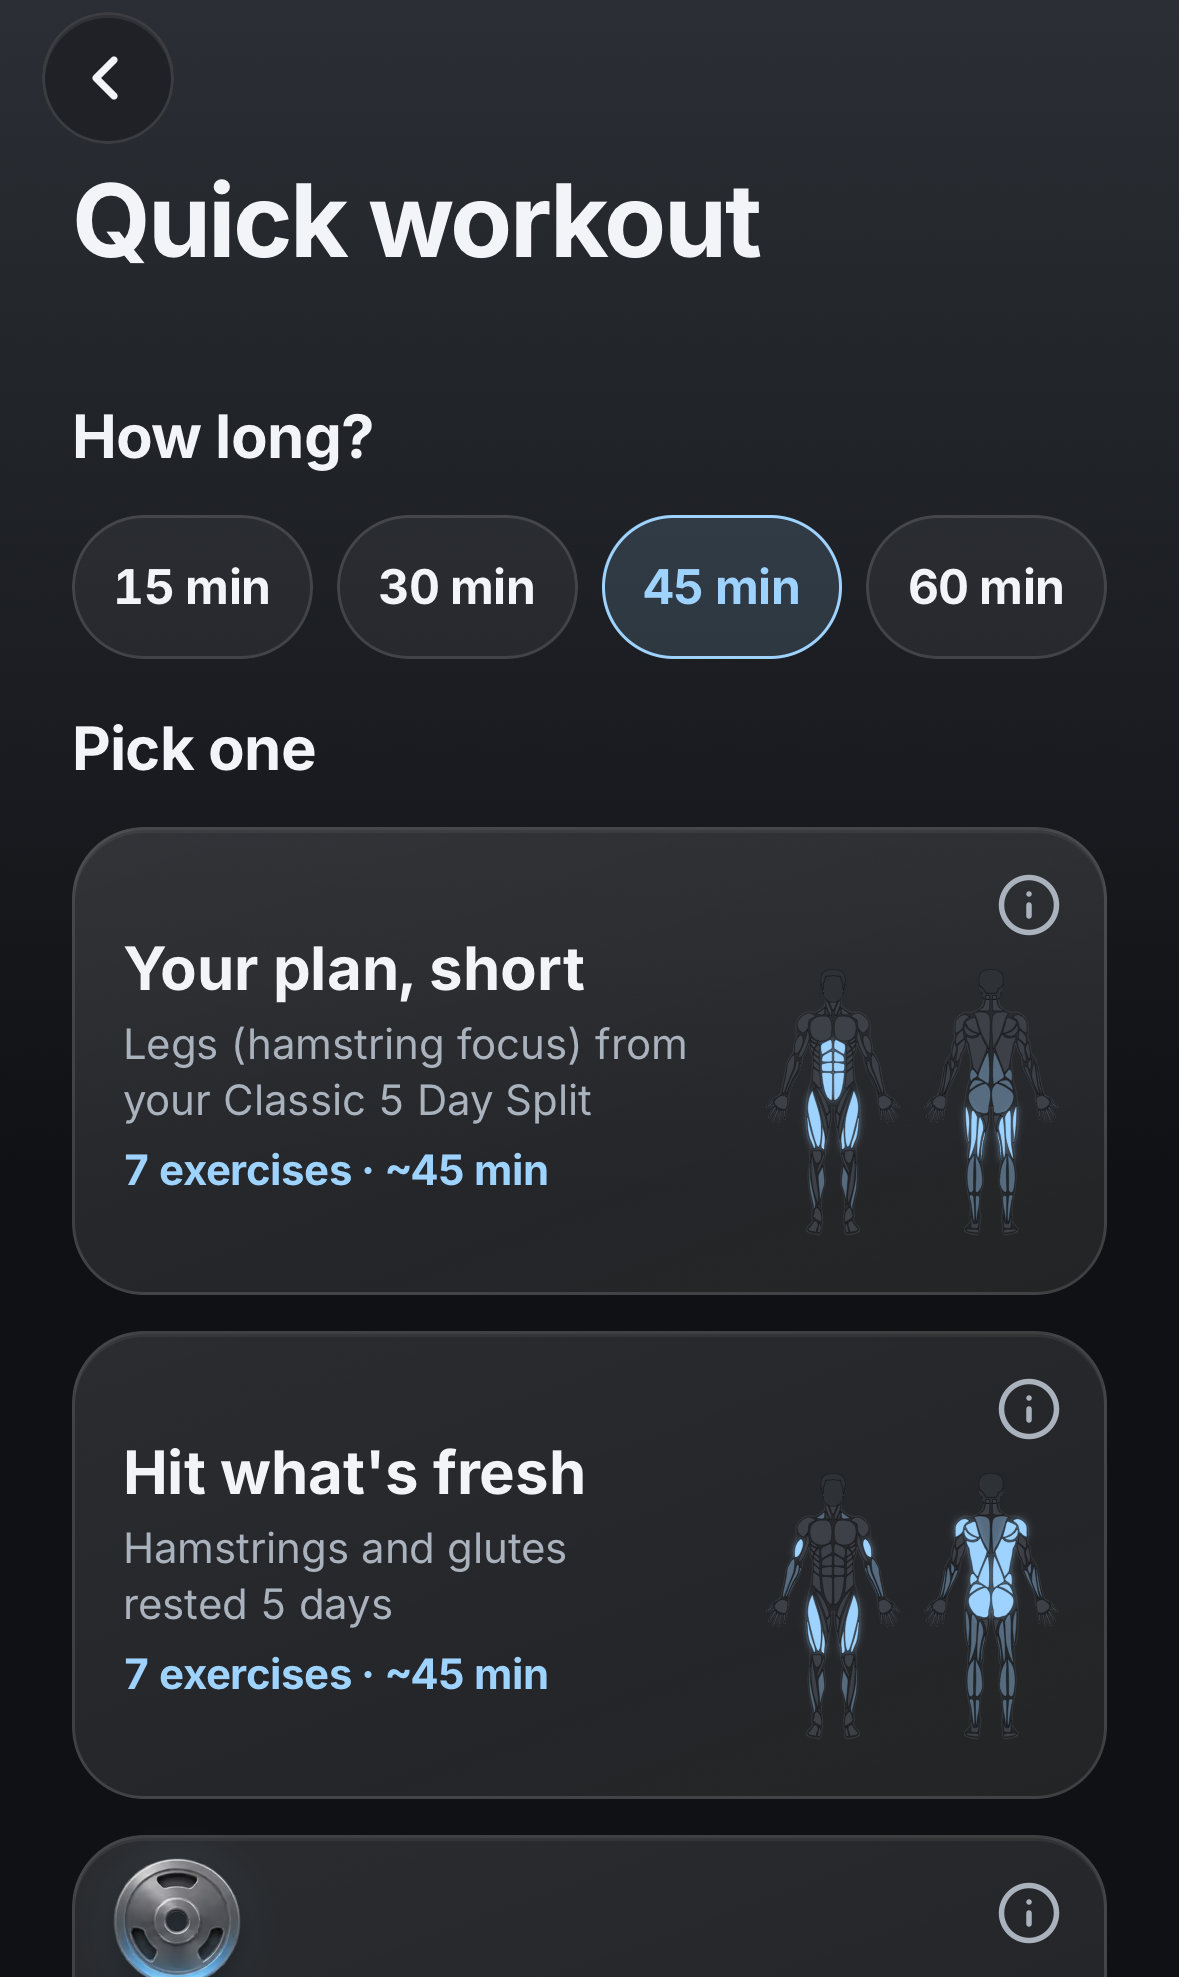 Quick workout
How long?
15 min
30 min
45 min
60 min
Pick one
Your plan, short
Legs (hamstring focus) from
your Classic 5 Day Split
7 exercises · ~45 min
Hit what's fresh
Hamstrings and glutes
rested 5 days
7 exercises · ~45 min